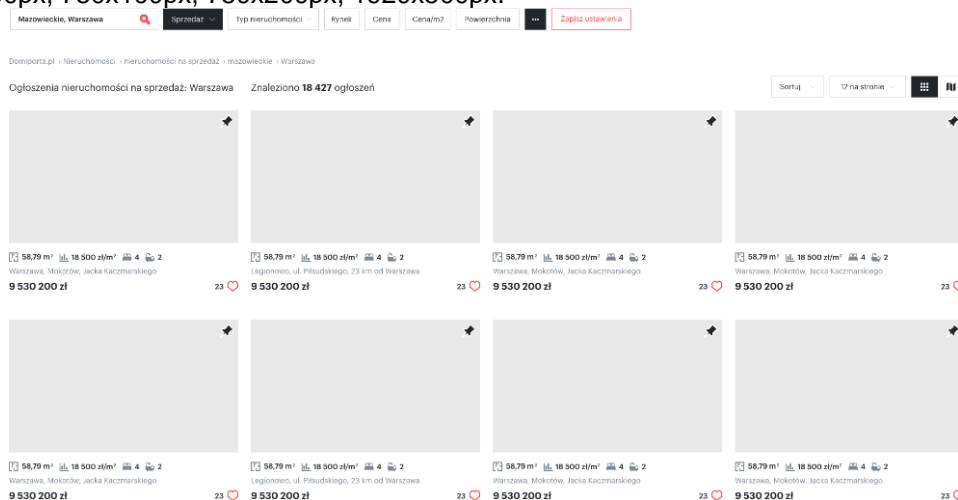 px, 750x100px, 750x200px, 1920x300px.
Mazowieckie, Warszawa Sprzedaż Typ nieruchomości Rynek Cena Cena/m2 Powierzchnia ... Zapisz ustawienia
Domiporta.pl › Nieruchomości › nieruchomości na sprzedaż › mazowieckie › Warszawa
Ogłoszenia nieruchomości na sprzedaż: Warszawa Znaleziono 18 427 ogłoszeń Sortuj 12 na stronie
58,79 m² 18 500 zł/m² 4 2 58,79 m² 18 500 zł/m² 4 2 58,79 m² 18 500 zł/m² 4 2 58,79 m² 18 500 zł/m² 4 2
Warszawa, Mokotów, Jacka Kaczmarskiego Legionowo, ul. Piłsudskiego, 23 km od Warszawa Warszawa, Mokotów, Jacka Kaczmarskiego Warszawa, Mokotów, Jacka Kaczmarskiego
9 530 200 zł 23 9 530 200 zł 23 9 530 200 zł 23 9 530 200 zł 23
58,79 m² 18 500 zł/m² 4 2 58,79 m² 18 500 zł/m² 4 2 58,79 m² 18 500 zł/m² 4 2 58,79 m² 18 500 zł/m² 4 2
Warszawa, Mokotów, Jacka Kaczmarskiego Legionowo, ul. Piłsudskiego, 23 km od Warszawa Warszawa, Mokotów, Jacka Kaczmarskiego Warszawa, Mokotów, Jacka Kaczmarskiego
9 530 200 zł 23 9 530 200 zł 23 9 530 200 zł 23 9 530 200 zł 23